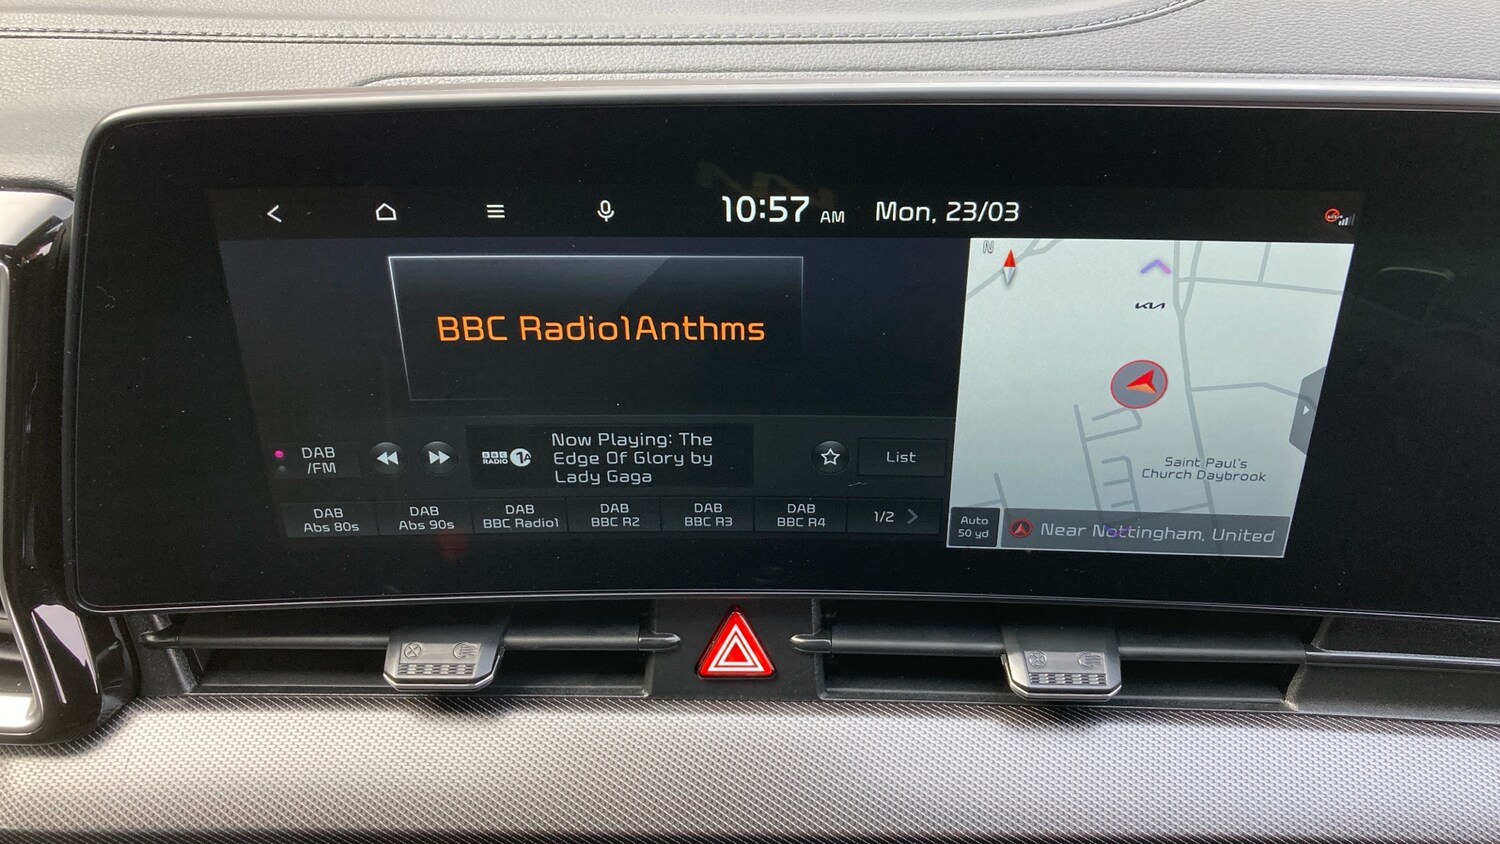 10:57 AM Mon, 23/03
N
KIA
BBC Radio1Anthms
DAB
/FM
BBC
RADIO 1A
Now Playing: The
Edge Of Glory by
Lady Gaga
List
Saint Paul's
Church Daybrook
DAB
Abs 80s
DAB
Abs 90s
DAB
BBC Radio1
DAB
BBC R2
DAB
BBC R3
DAB
BBC R4
1/2
Auto
50 yd
Near Nottingham, United